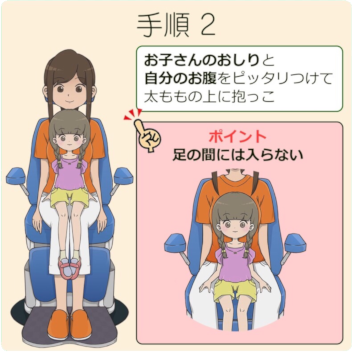 手順 2
お子さんのおしりと
自分のお腹をピッタリつけて
太ももの上に抱っこ
ポイント
足の間には入らない